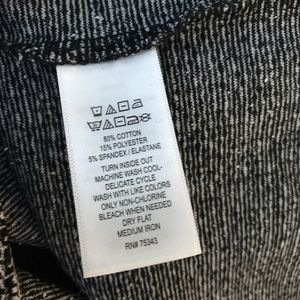 80% COTTON
15% POLYESTER
5% SPANDEX / ELASTANE
TURN INSIDE OUT
MACHINE WASH COOL-
DELICATE CYCLE
WASH WITH LIKE COLORS
ONLY NON-CHLORINE
BLEACH WHEN NEEDED
DRY FLAT
MEDIUM IRON
RN# 75343